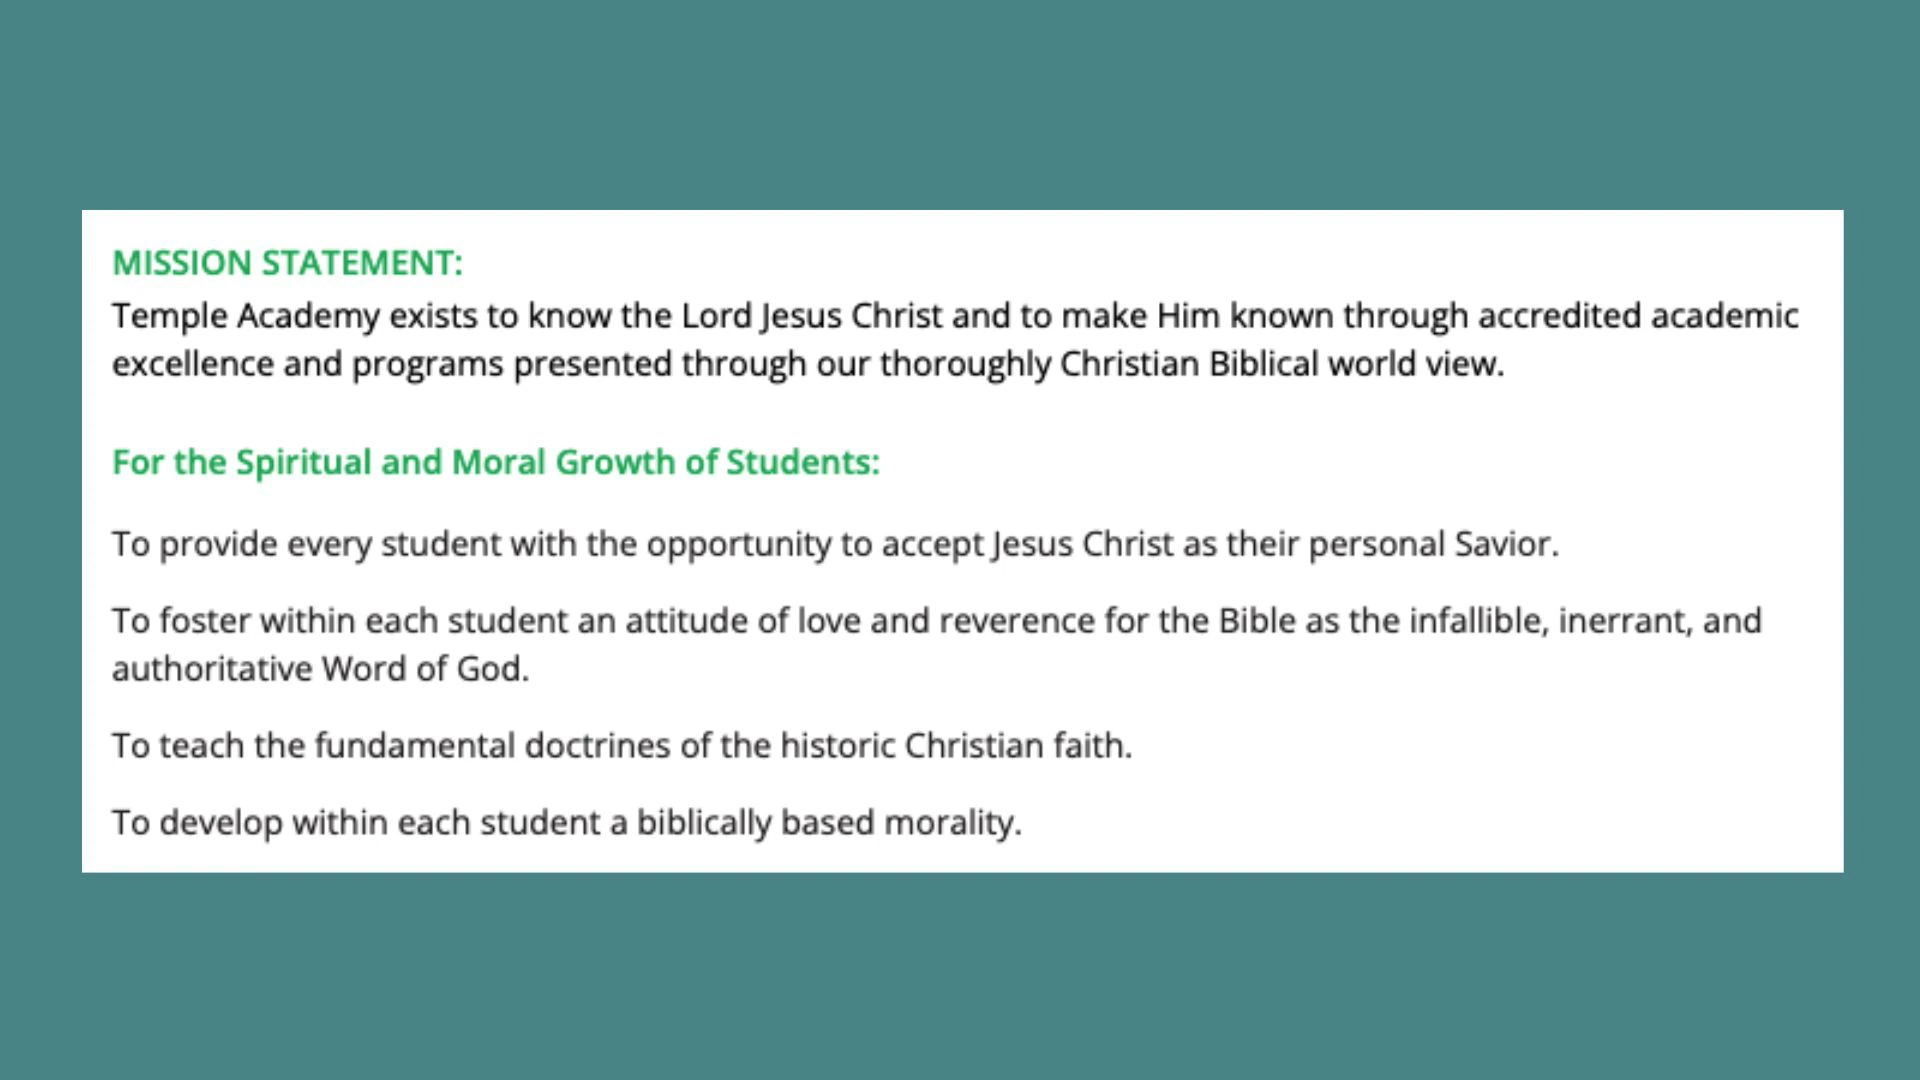 MISSION STATEMENT:
Temple Academy exists to know the Lord Jesus Christ and to make Him known through accredited academic
excellence and programs presented through our thoroughly Christian Biblical world view.
For the Spiritual and Moral Growth of Students:
To provide every student with the opportunity to accept Jesus Christ as their personal Savior.
To foster within each student an attitude of love and reverence for the Bible as the infallible, inerrant, and
authoritative Word of God.
To teach the fundamental doctrines of the historic Christian faith.
To develop within each student a biblically based morality.